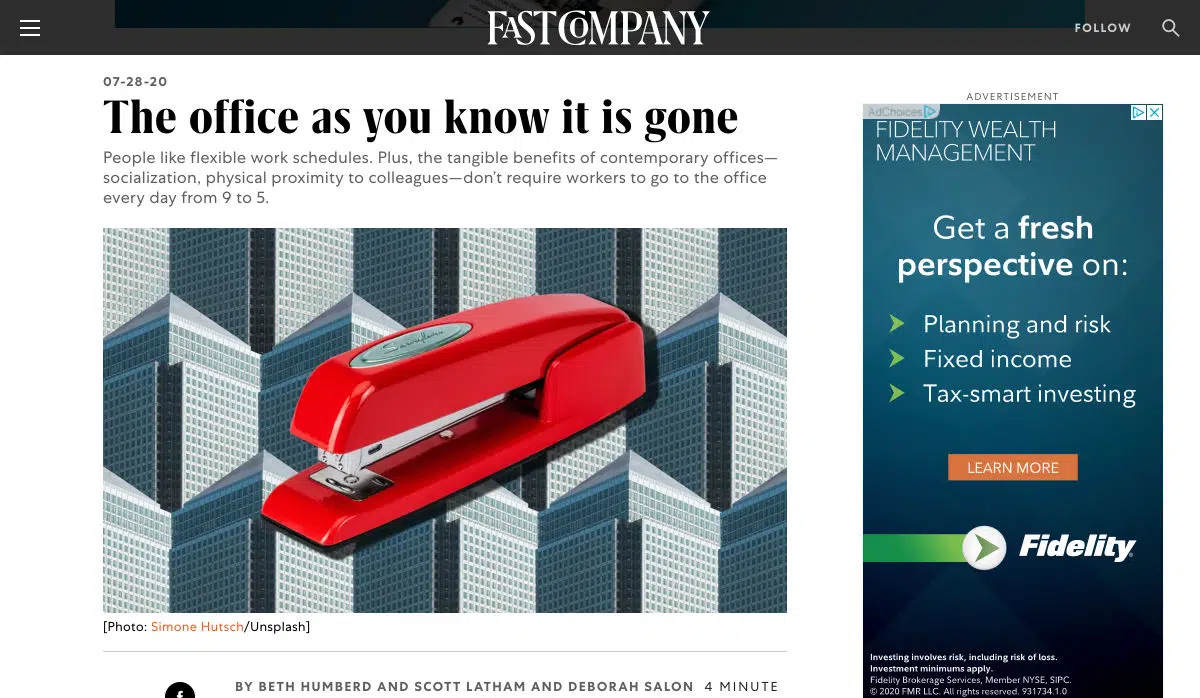 FAST COMPANY
FOLLOW
07-28-20
The office as you know it is gone
People like flexible work schedules. Plus, the tangible benefits of contemporary offices—
socialization, physical proximity to colleagues—don't require workers to go to the office
every day from 9 to 5.
Swingline
[Photo: Simone Hutsch/Unsplash]
BY BETH HUMBERD AND SCOTT LATHAM AND DEBORAH SALON 4 MINUTE
ADVERTISEMENT
AdChoices
FIDELITY WEALTH
MANAGEMENT
Get a fresh
perspective on:
Planning and risk
Fixed income
Tax-smart investing
LEARN MORE
Fidelity
Investing involves risk, including risk of loss.
Investment minimums apply.
Fidelity Brokerage Services, Member NYSE, SIPC.
© 2020 FMR LLC. All rights reserved. 931734.1.0